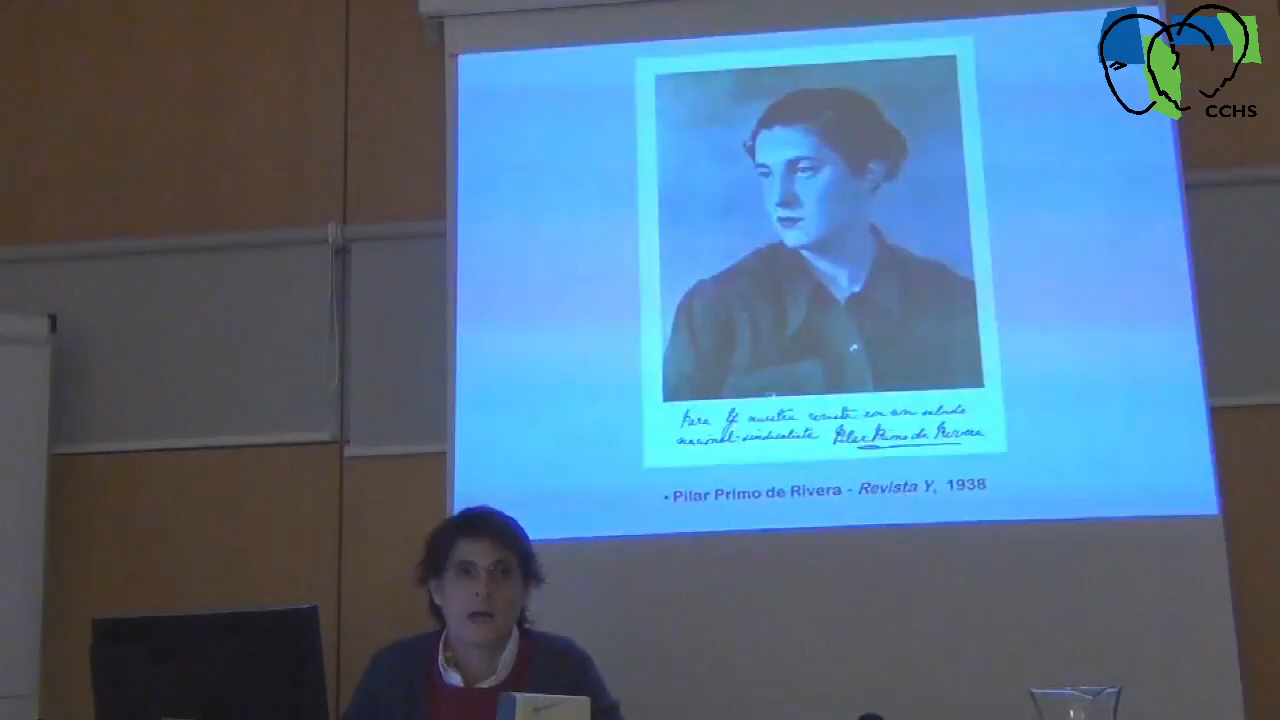 CCHS
Para Y nuestra revista con un saludo
nacional-sindicalista Pilar Primo de Rivera
• Pilar Primo de Rivera - Revista Y, 1938